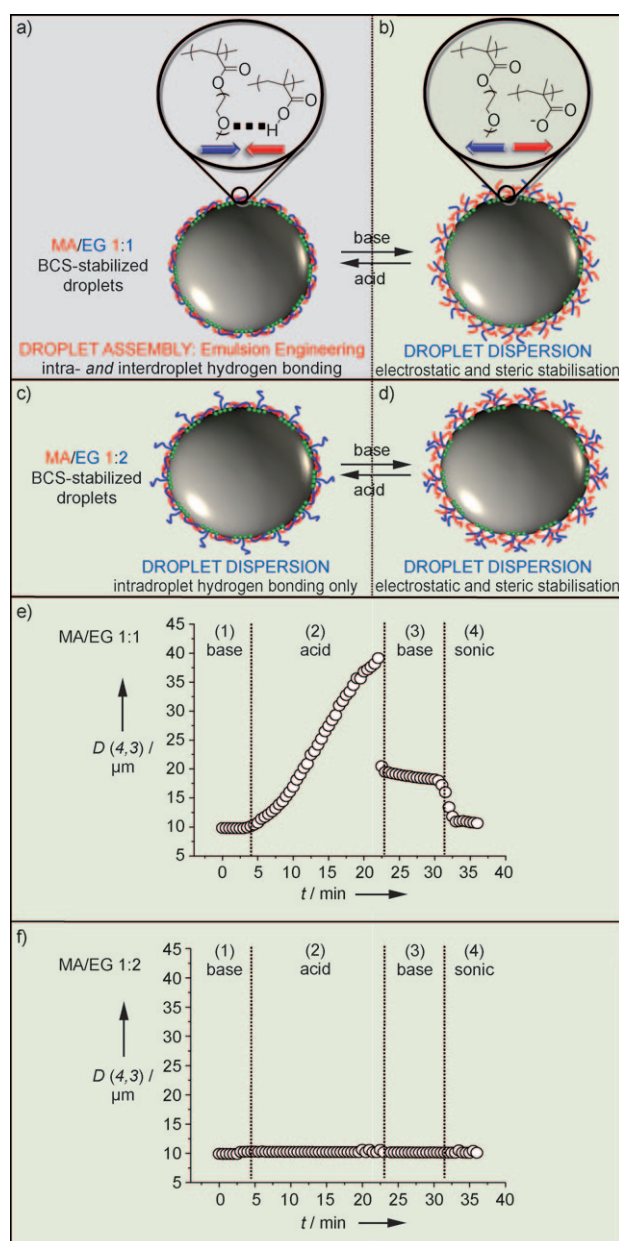 a)
O
O
O
H
O
O
MA/EG 1:1
BCS-stabilized
droplets
DROPLET ASSEMBLY: Emulsion Engineering
intra- and interdroplet hydrogen bonding
base
acid
b)
O
O
O
-O
O
DROPLET DISPERSION
electrostatic and steric stabilisation
c)
MA/EG 1:2
BCS-stabilized
droplets
DROPLET DISPERSION
intradroplet hydrogen bonding only
base
acid
d)
DROPLET DISPERSION
electrostatic and steric stabilisation
e)
MA/EG 1:1
(1) (2) (3) (4)
base acid base sonic
45
40
35
30
25
20
15
10
5
D (4,3) /
µm
0 5 10 15 20 25 30 35 40
t / min
f)
MA/EG 1:2
(1) (2) (3) (4)
base acid base sonic
45
40
35
30
25
20
15
10
5
D (4,3) /
µm
0 5 10 15 20 25 30 35 40
t / min